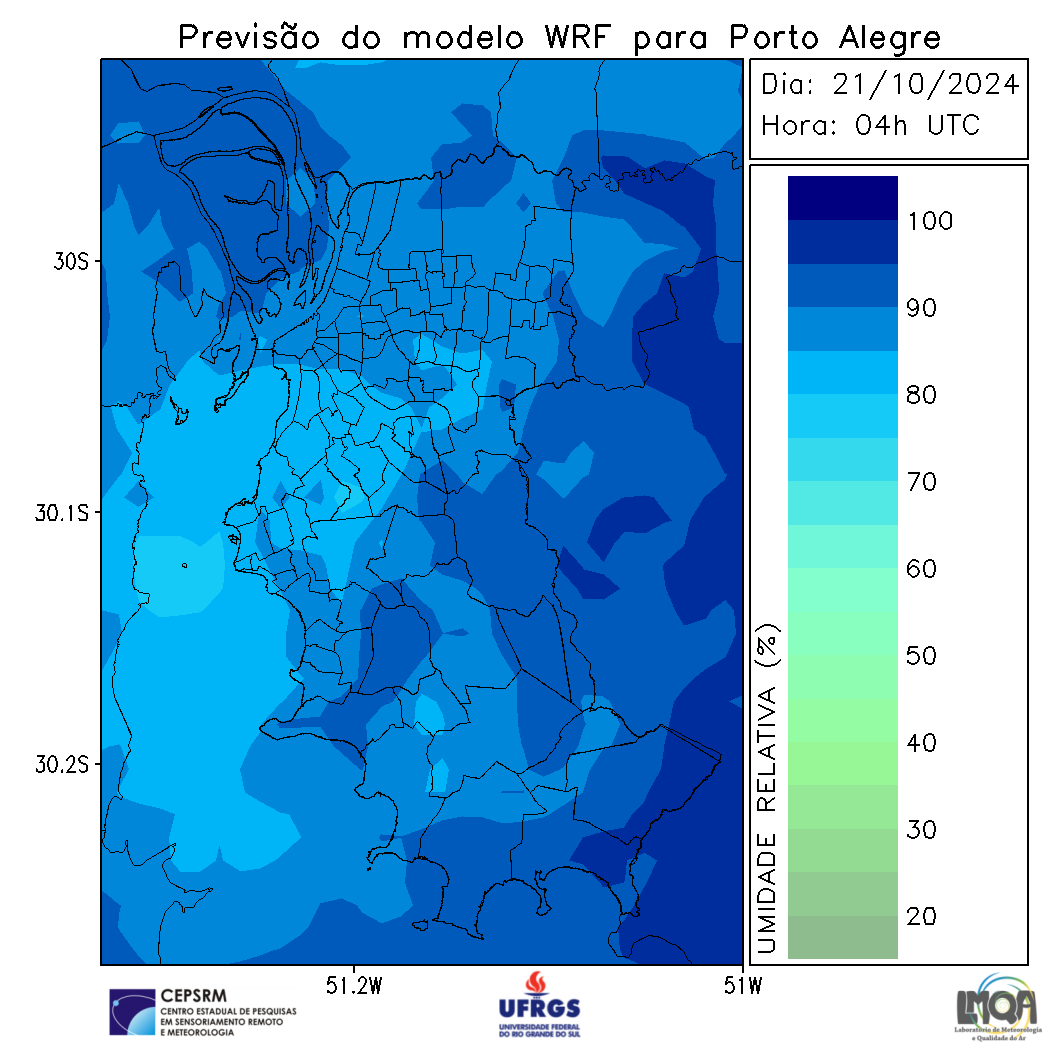 Previsão do modelo WRF para Porto Alegre
Dia: 21/10/2024
Hora: 04h UTC
30S
30.1S
30.2S
51.2W
51W
100
90
80
70
60
50
40
30
20
UMIDADE RELATIVA (%)
CEPSRM
CENTRO ESTADUAL DE PESQUISAS
EM SENSORIAMENTO REMOTO
E METEOROLOGIA
UFRGS
UNIVERSIDADE FEDERAL
DO RIO GRANDE DO SUL
LMQA
Laboratório de Meteorologia
e Qualidade do Ar